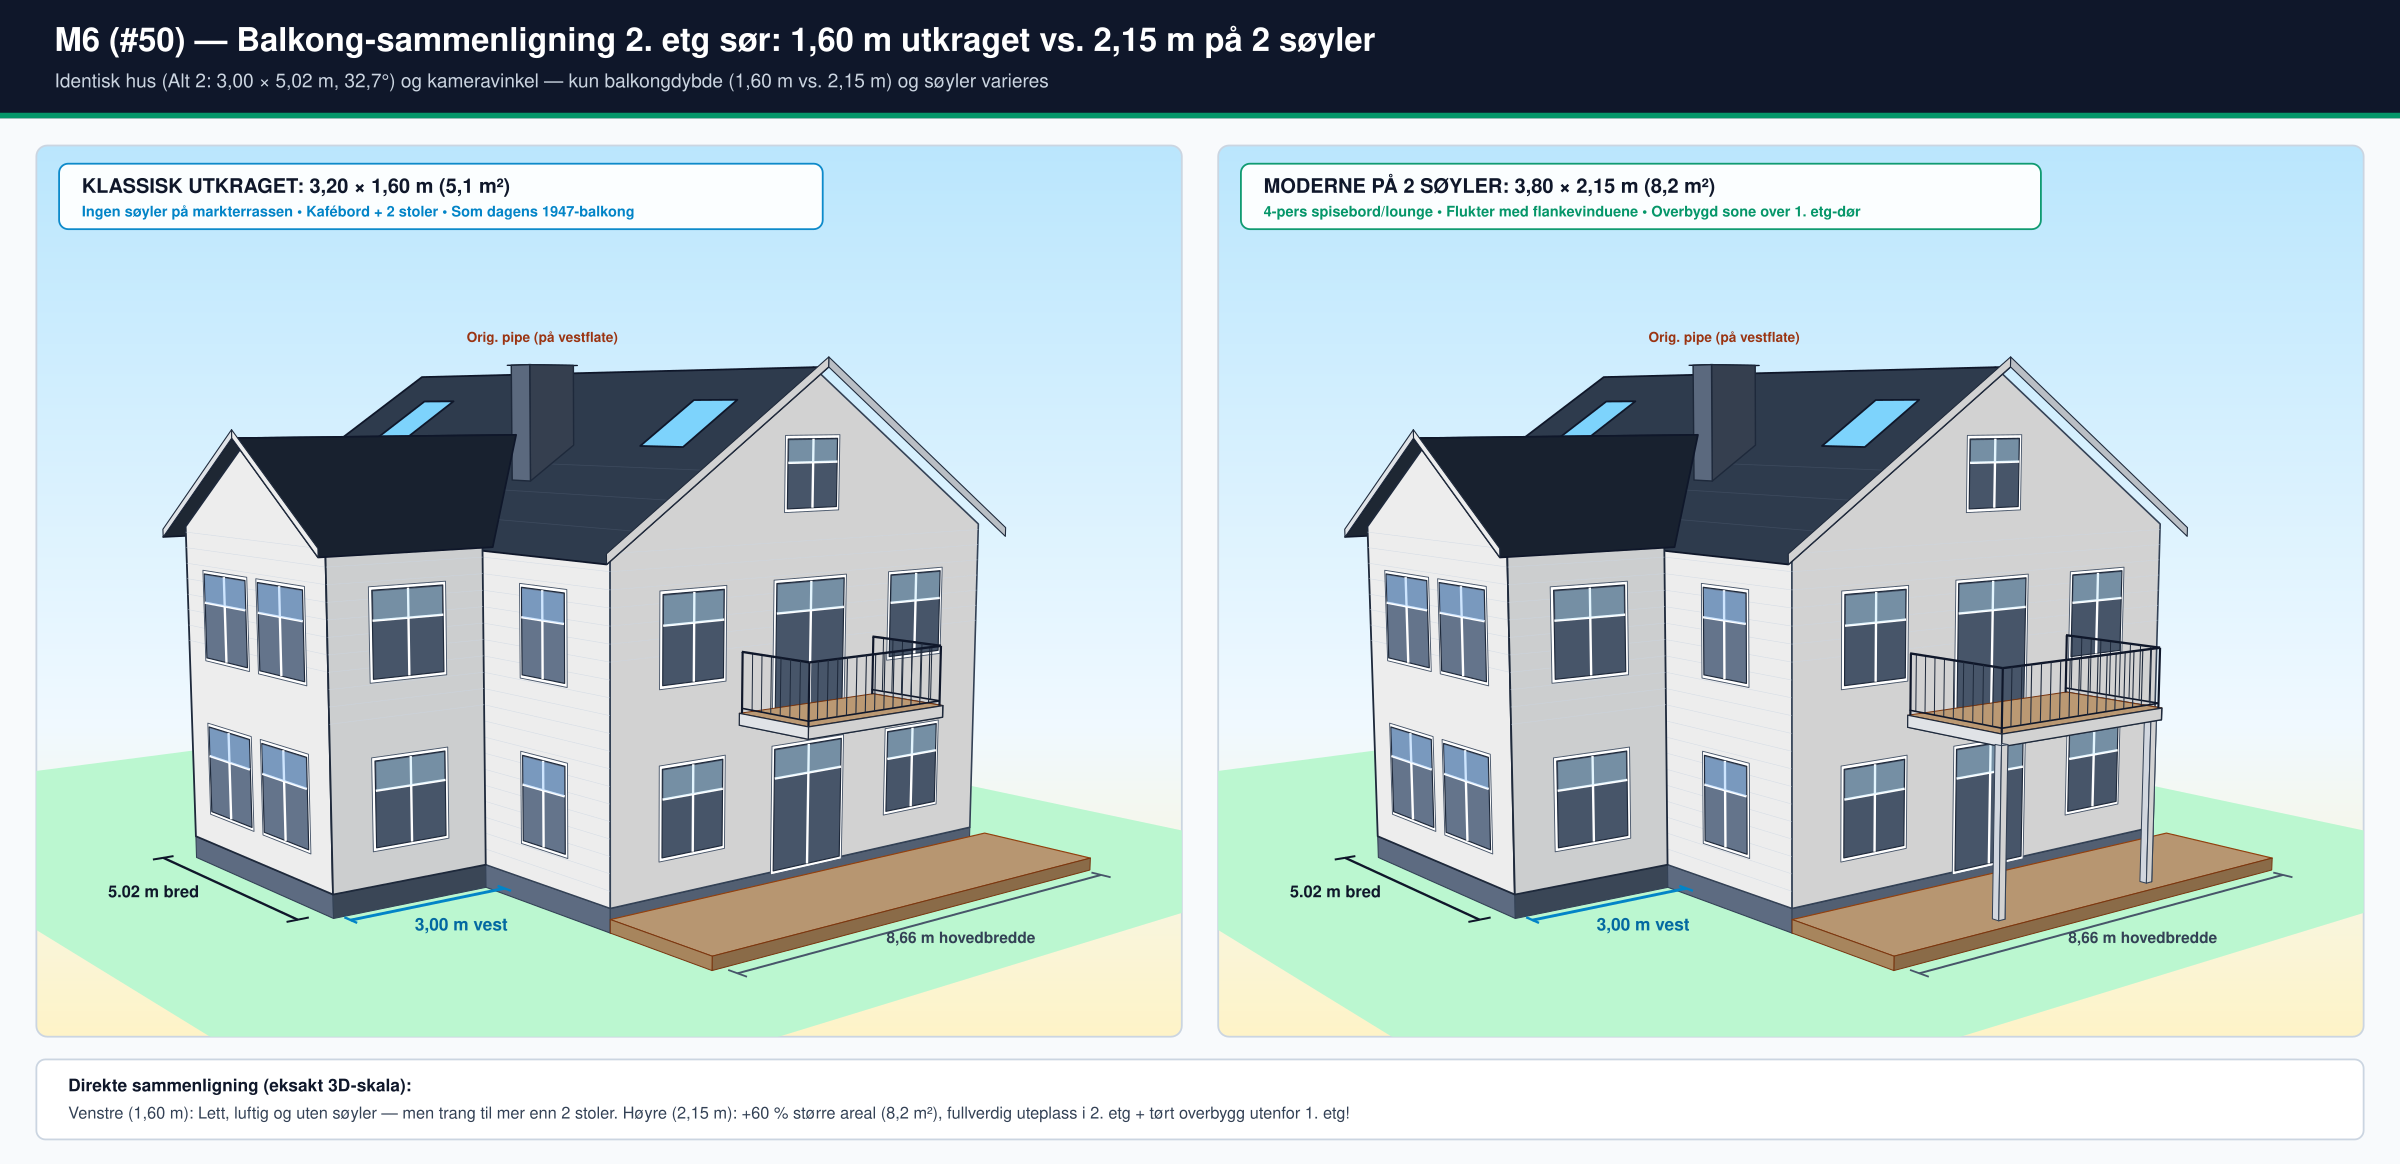 M6 (#50) — Balkong-sammenligning 2. etg sør: 1,60 m utkraget vs. 2,15 m på 2 søyler
Identisk hus (Alt 2: 3,00 × 5,02 m, 32,7°) og kameravinkel — kun balkongdybde (1,60 m vs. 2,15 m) og søyler varieres
KLASSISK UTKRAGET: 3,20 × 1,60 m (5,1 m²)
Ingen søyler på markterrassen • Kafébord + 2 stoler • Som dagens 1947-balkong
Orig. pipe (på vestflate)
5.02 m bred
3,00 m vest
8,66 m hovedbredde
MODERNE PÅ 2 SØYLER: 3,80 × 2,15 m (8,2 m²)
4-pers spisebord/lounge • Flukter med flankevinduene • Overbygd sone over 1. etg-dør
Orig. pipe (på vestflate)
5.02 m bred
3,00 m vest
8,66 m hovedbredde
Direkte sammenligning (eksakt 3D-skala):
Venstre (1,60 m): Lett, luftig og uten søyler — men trang til mer enn 2 stoler. Høyre (2,15 m): +60 % større areal (8,2 m²), fullverdig uteplass i 2. etg + tørt overbygg utenfor 1. etg!